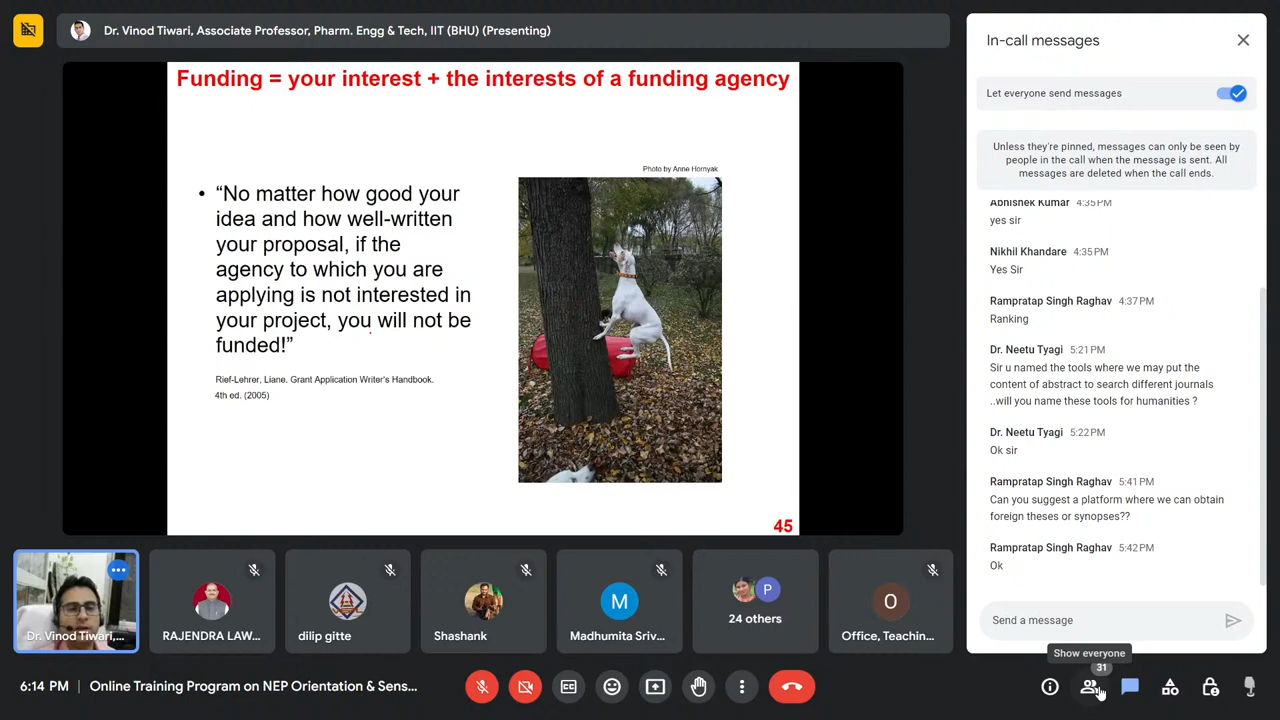 Dr. Vinod Tiwari, Associate Professor, Pharm. Engg & Tech, IIT (BHU) (Presenting)
Funding = your interest + the interests of a funding agency
Photo by Anne Hornyak
• “No matter how good your
idea and how well-written
your proposal, if the
agency to which you are
applying is not interested in
your project, you will not be
funded!”
Rief-Lehrer, Liane. Grant Application Writer's Handbook.
4th ed. (2005)
45
In-call messages
Let everyone send messages
Unless they're pinned, messages can only be seen by
people in the call when the message is sent. All
messages are deleted when the call ends.
Abhishek Kumar 4:35 PM
yes sir
Nikhil Khandare 4:35 PM
Yes Sir
Rampratap Singh Raghav 4:37 PM
Ranking
Dr. Neetu Tyagi 5:21 PM
Sir u named the tools where we may put the
content of abstract to search different journals
..will you name these tools for humanities ?
Dr. Neetu Tyagi 5:22 PM
Ok sir
Rampratap Singh Raghav 5:41 PM
Can you suggest a platform where we can obtain
foreign theses or synopses??
Rampratap Singh Raghav 5:42 PM
Ok
Send a message
Show everyone
31
Dr. Vinod Tiwari,...
RAJENDRA LAW...
dilip gitte
Shashank
M
Madhumita Sriv...
P
24 others
O
Office, Teachin...
6:14 PM | Online Training Program on NEP Orientation & Sens...